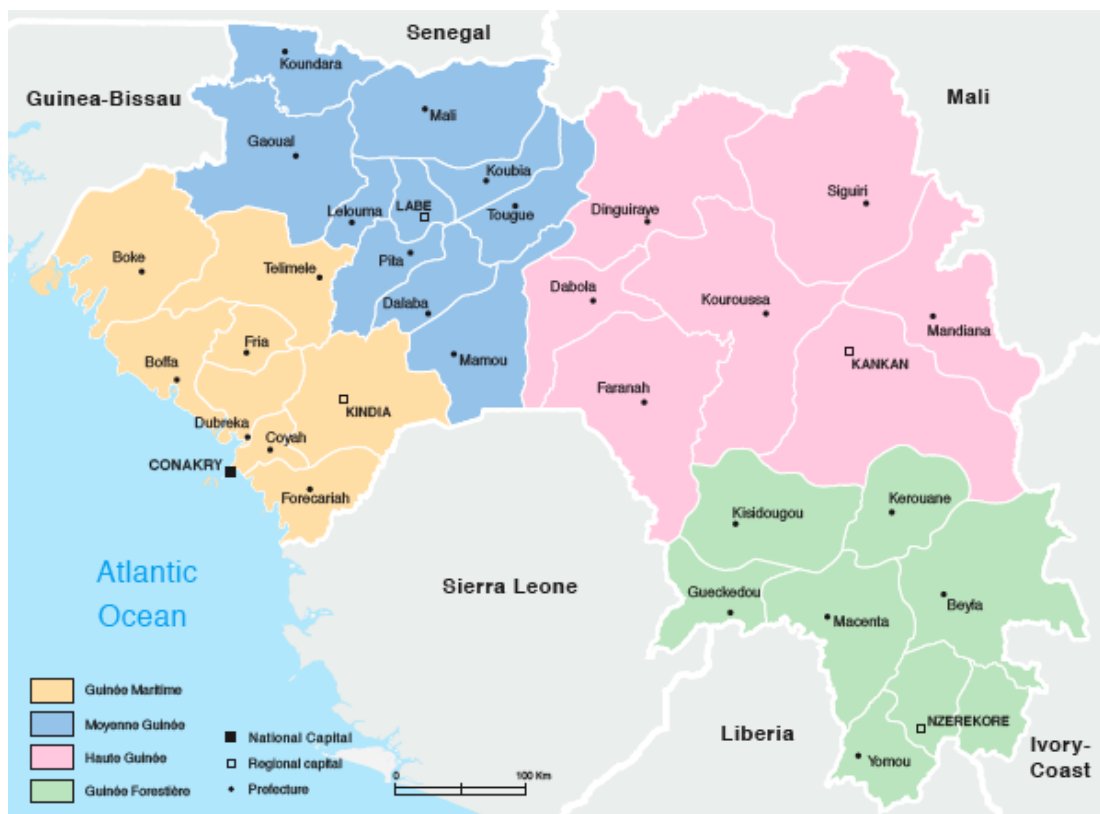 Senegal
Koundara
Guinea-Bissau
Mali
Mali
Gaoual
Koubia
Siguiri
Lelouma
LABE
Tougue
Dinguiraye
Boke
Telimele
Pita
Dabola
Kouroussa
Dalaba
Mandiana
Fria
Boffa
Mamou
KANKAN
Faranah
KINDIA
Dubreka
Coyah
CONAKRY
Forecariah
Kerouane
Kisidougou
Atlantic
Ocean
Sierra Leone
Gueckedou
Beyla
Macenta
Guinée Maritime
Moyenne Guinée
Haute Guinée
Guinée Forestière
National Capital
Regional capital
Prefecture
0
100 Km
Liberia
NZEREKORE
Yomou
Ivory-
Coast